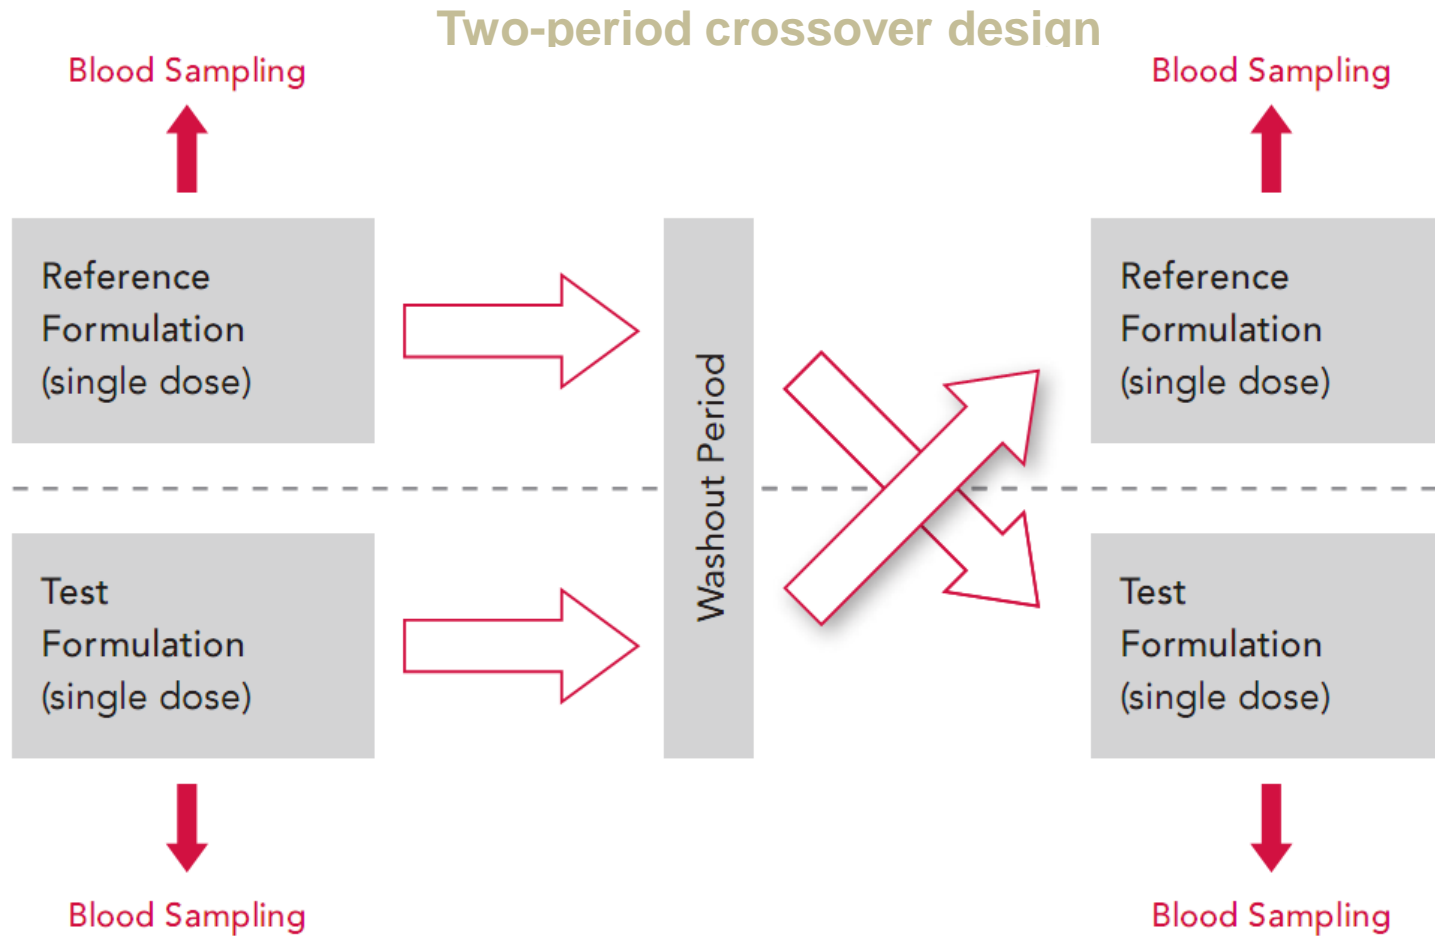 Two-period crossover design
Blood Sampling
Blood Sampling
Reference
Formulation
(single dose)
Reference
Formulation
(single dose)
Washout Period
Test
Formulation
(single dose)
Test
Formulation
(single dose)
Blood Sampling
Blood Sampling